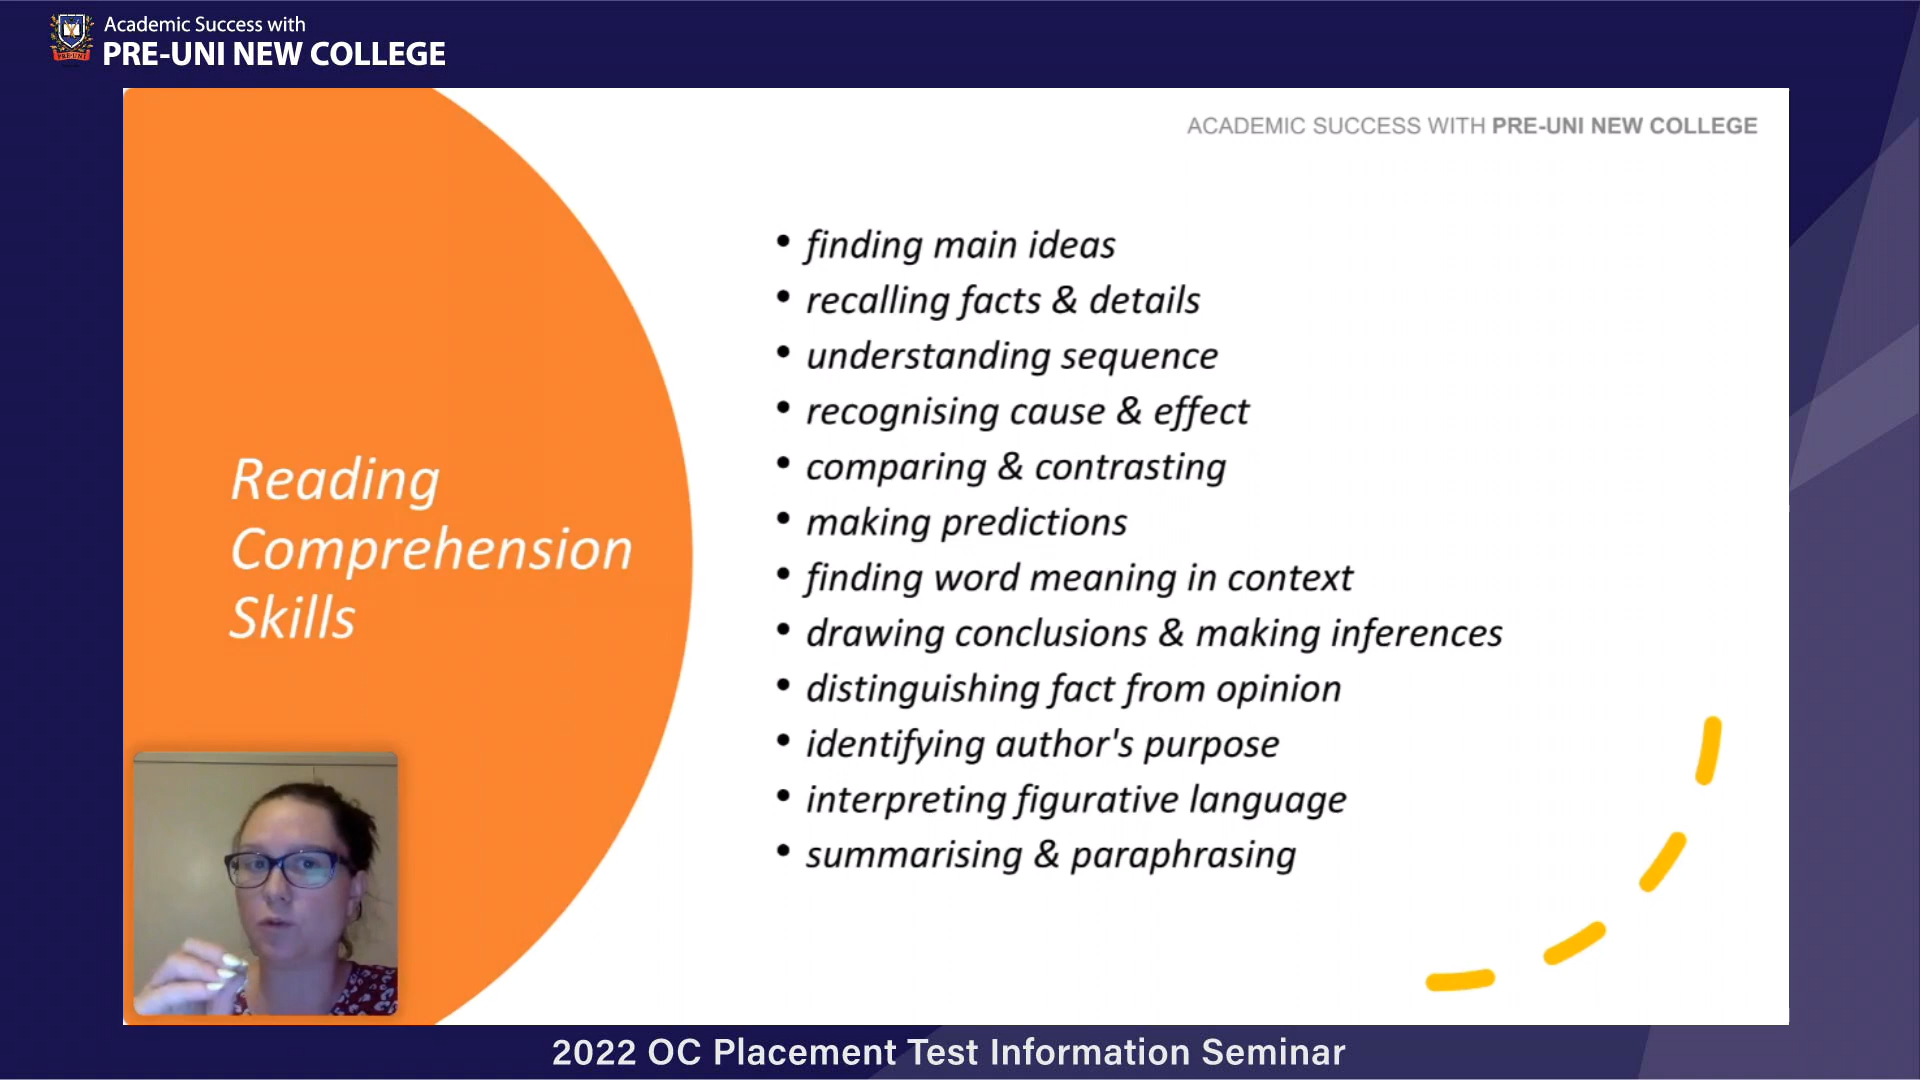 Academic Success with
PRE-UNI NEW COLLEGE
ACADEMIC SUCCESS WITH PRE-UNI NEW COLLEGE
Reading
Comprehension
Skills
• finding main ideas
• recalling facts & details
• understanding sequence
• recognising cause & effect
• comparing & contrasting
• making predictions
• finding word meaning in context
• drawing conclusions & making inferences
• distinguishing fact from opinion
• identifying author's purpose
• interpreting figurative language
• summarising & paraphrasing
2022 OC Placement Test Information Seminar